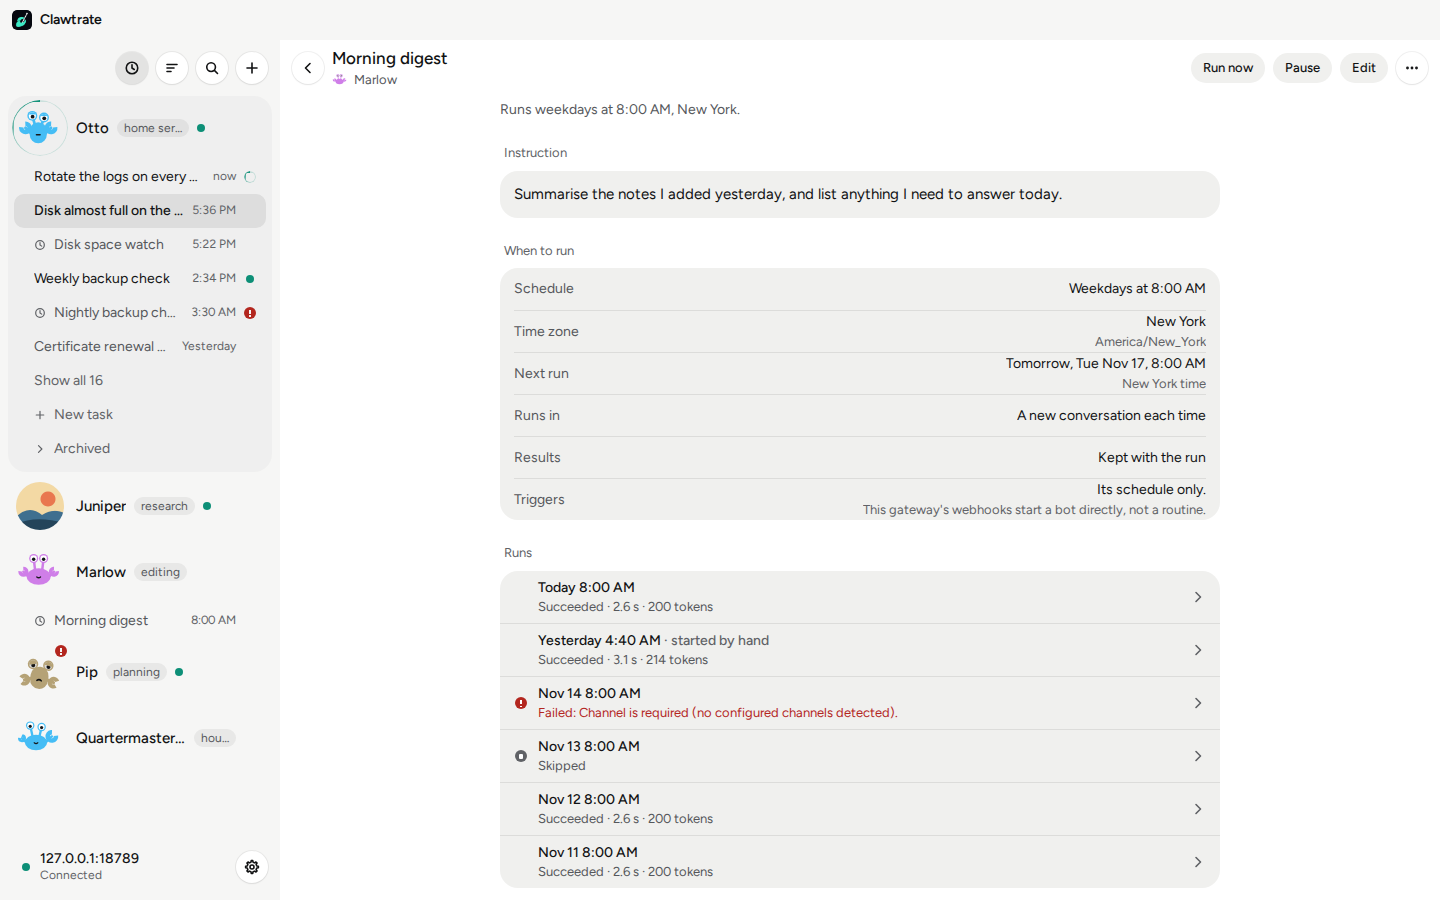 Clawtrate
Otto
home ser...
Rotate the logs on every ...
now
Disk almost full on the ...
5:36 PM
Disk space watch
5:22 PM
Weekly backup check
2:34 PM
Nightly backup ch...
3:30 AM
Certificate renewal ...
Yesterday
Show all 16
New task
Archived
Juniper
research
Marlow
editing
Morning digest
8:00 AM
Pip
planning
Quartermaster...
hou...
127.0.0.1:18789
Connected
Morning digest
Marlow
Run now
Pause
Edit
Runs weekdays at 8:00 AM, New York.
Instruction
Summarise the notes I added yesterday, and list anything I need to answer today.
When to run
Schedule
Weekdays at 8:00 AM
Time zone
New York
America/New_York
Next run
Tomorrow, Tue Nov 17, 8:00 AM
New York time
Runs in
A new conversation each time
Results
Kept with the run
Triggers
Its schedule only.
This gateway's webhooks start a bot directly, not a routine.
Runs
Today 8:00 AM
Succeeded · 2.6 s · 200 tokens
Yesterday 4:40 AM · started by hand
Succeeded · 3.1 s · 214 tokens
Nov 14 8:00 AM
Failed: Channel is required (no configured channels detected).
Nov 13 8:00 AM
Skipped
Nov 12 8:00 AM
Succeeded · 2.6 s · 200 tokens
Nov 11 8:00 AM
Succeeded · 2.6 s · 200 tokens